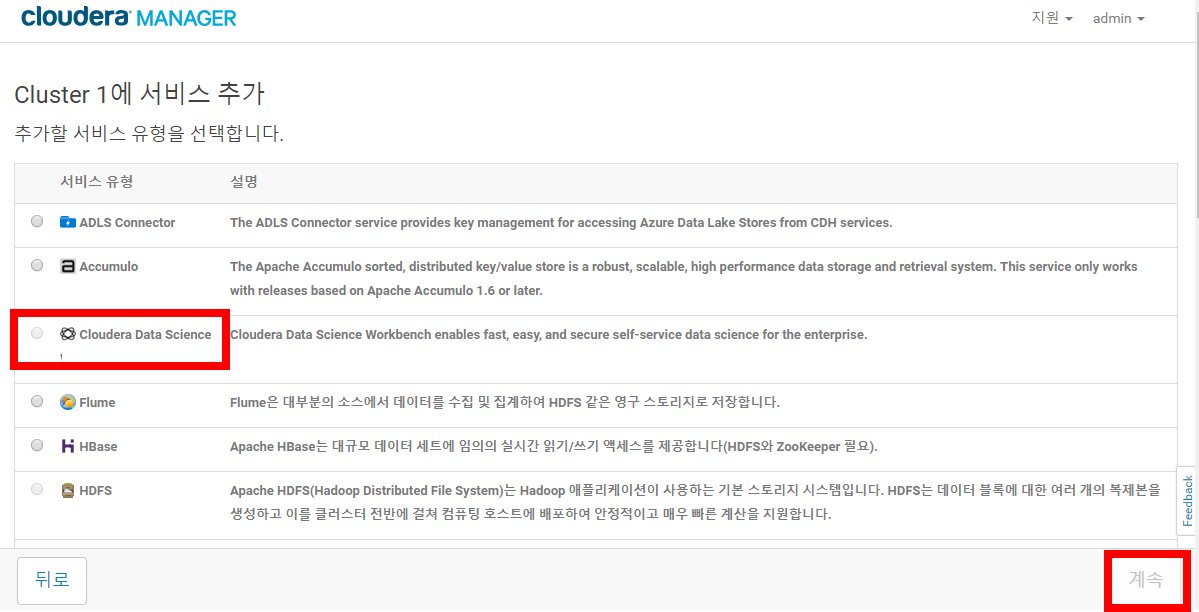 cloudera MANAGER
지원 admin
Cluster 1에 서비스 추가
추가할 서비스 유형을 선택합니다.
서비스 유형 설명
ADLS Connector The ADLS Connector service provides key management for accessing Azure Data Lake Stores from CDH services.
Accumulo The Apache Accumulo sorted, distributed key/value store is a robust, scalable, high performance data storage and retrieval system. This service only works
with releases based on Apache Accumulo 1.6 or later.
Cloudera Data Science Cloudera Data Science Workbench enables fast, easy, and secure self-service data science for the enterprise.
Flume Flume은 대부분의 소스에서 데이터를 수집 및 집계하여 HDFS 같은 영구 스토리지로 저장합니다.
HBase Apache HBase는 대규모 데이터 세트에 임의의 실시간 읽기/쓰기 액세스를 제공합니다(HDFS와 ZooKeeper 필요).
HDFS Apache HDFS(Hadoop Distributed File System)는 Hadoop 애플리케이션이 사용하는 기본 스토리지 시스템입니다. HDFS는 데이터 블록에 대한 여러 개의 복제본을
생성하고 이를 클러스터 전반에 걸쳐 컴퓨팅 호스트에 배포하여 안정적이고 매우 빠른 계산을 지원합니다.
Feedback
뒤로 계속